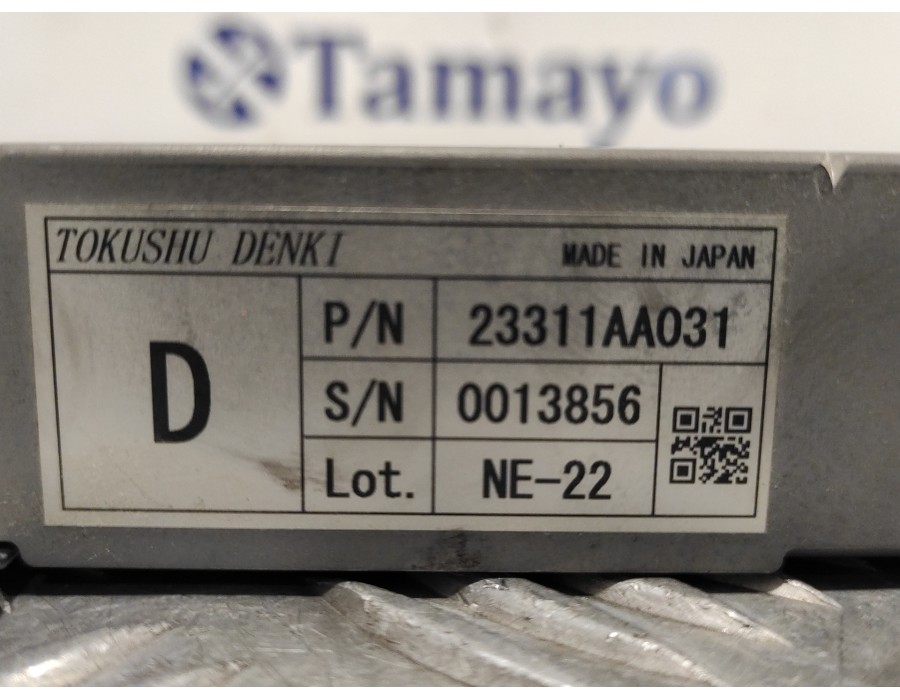 Tamayo
TOKUSHU DENKI MADE IN JAPAN
D
P/N 23311AA031
S/N 0013856
Lot. NE-22